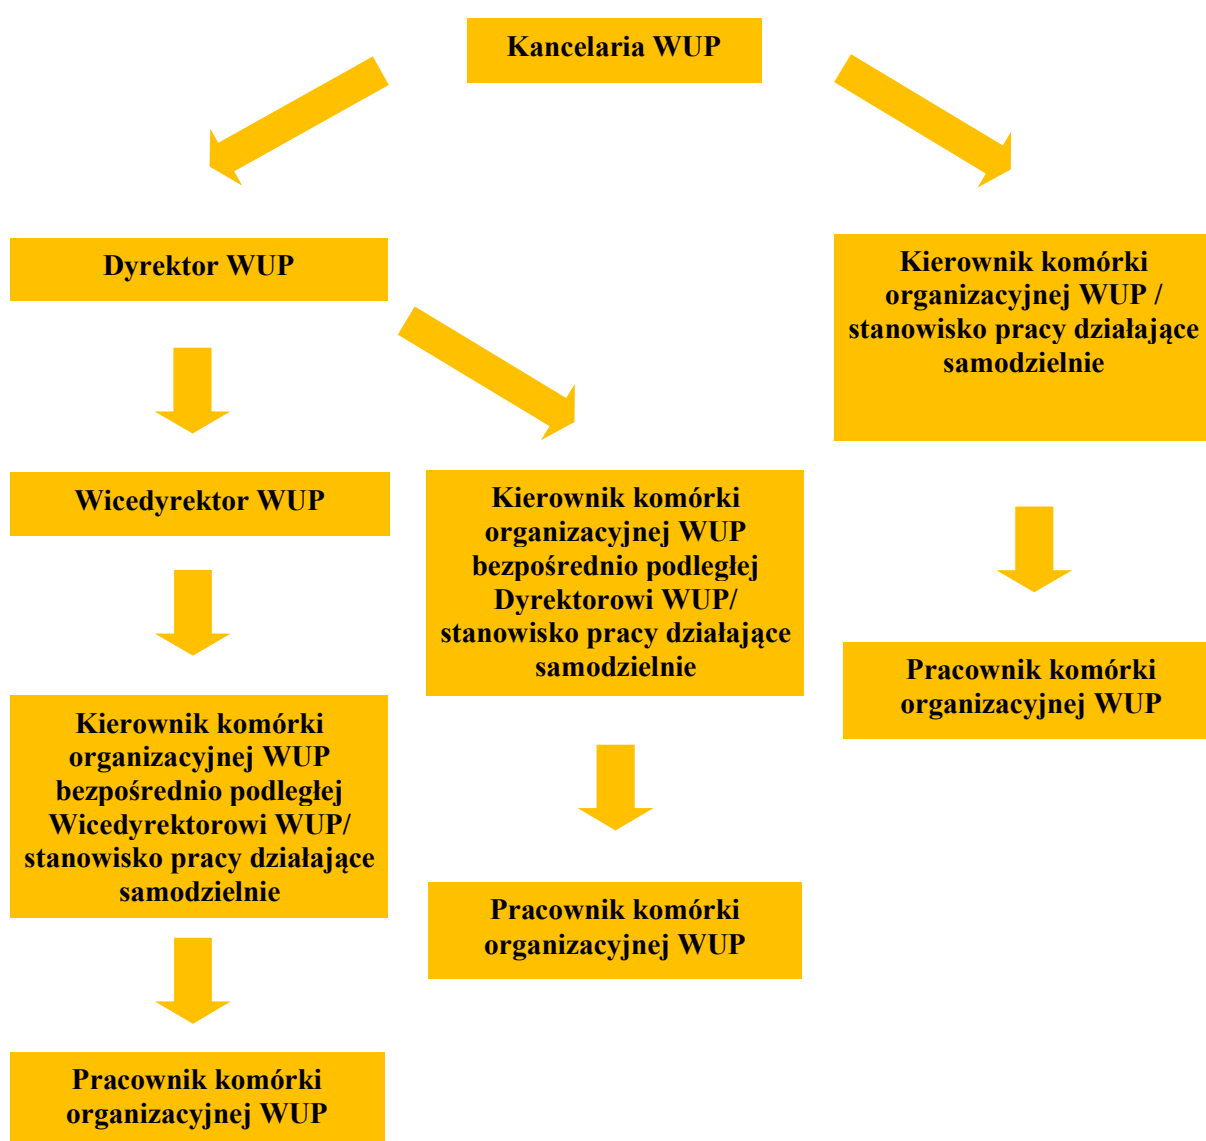 Kancelaria WUP
Dyrektor WUP
Kierownik komórki
organizacyjnej WUP /
stanowisko pracy działające
samodzielnie
Wicedyrektor WUP
Kierownik komórki
organizacyjnej WUP
bezpośrednio podległej
Dyrektorowi WUP/
stanowisko pracy działające
samodzielnie
Pracownik komórki
organizacyjnej WUP
Kierownik komórki
organizacyjnej WUP
bezpośrednio podległej
Wicedyrektorowi WUP/
stanowisko pracy działające
samodzielnie
Pracownik komórki
organizacyjnej WUP
Pracownik komórki
organizacyjnej WUP